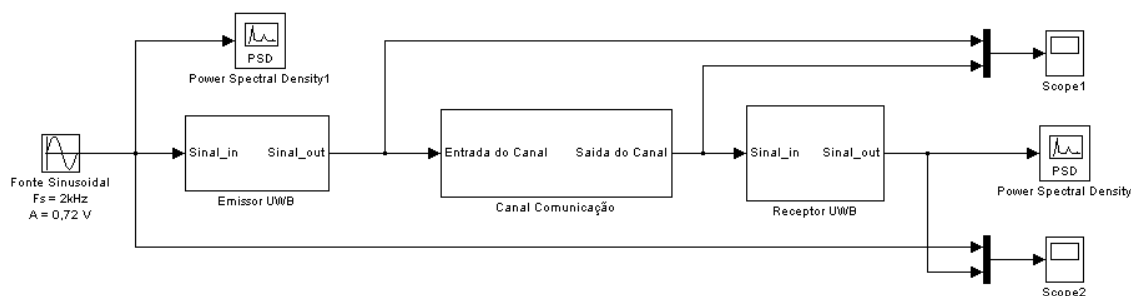 PSD
Power Spectral Density1
Scope1
Sinal_in Sinal_out
Emissor UWB
Entrada do Canal Saida do Canal
Canal Comunicação
Sinal_in Sinal_out
Receptor UWB
PSD
Power Spectral Density
Fonte Sinusoidal
Fs = 2kHz
A = 0,72 V
Scope2